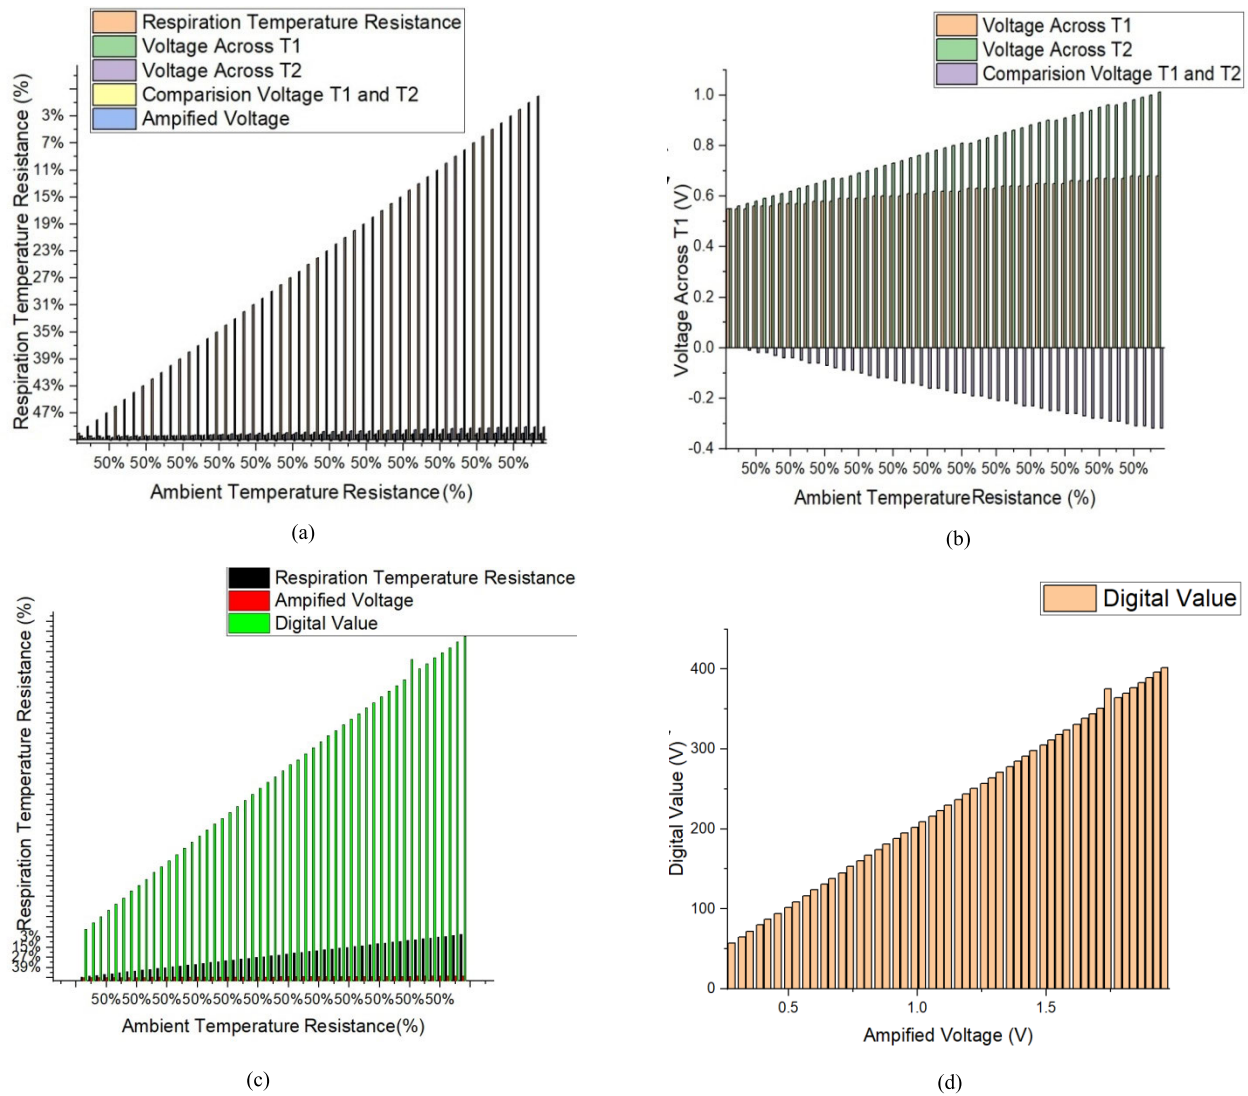 Respiration Temperature Resistance
Voltage Across T1
Voltage Across T2
Comparision Voltage T1 and T2
Ampified Voltage
Respiration Temperature Resistance (%)
3%
7%
11%
15%
19%
23%
27%
31%
35%
39%
43%
47%
50% 50% 50% 50% 50% 50% 50% 50% 50% 50% 50% 50%
Ambient Temperature Resistance (%)
(a)
Voltage Across T1
Voltage Across T2
Comparision Voltage T1 and T2
Voltage Across T1 (V)
1.0
0.8
0.6
0.4
0.2
0.0
-0.2
-0.4
50% 50% 50% 50% 50% 50% 50% 50% 50% 50% 50% 50%
Ambient Temperature Resistance (%)
(b)
Respiration Temperature Resistance
Ampified Voltage
Digital Value
Respiration Temperature Resistance (%)
3%
15%
27%
39%
50% 50% 50% 50% 50% 50% 50% 50% 50% 50% 50% 50%
Ambient Temperature Resistance(%)
(c)
Digital Value
Digital Value (V)
400
300
200
100
0
0.5 1.0 1.5
Ampified Voltage (V)
(d)